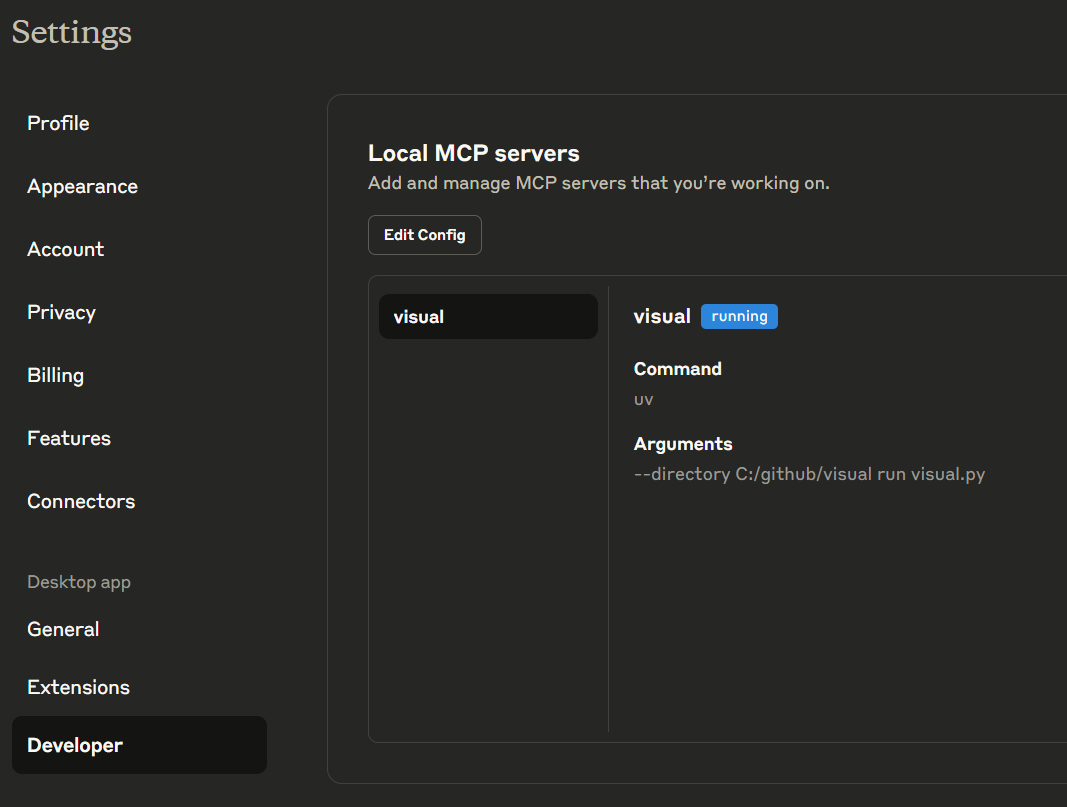 Settings
Profile
Appearance
Account
Privacy
Billing
Features
Connectors
Desktop app
General
Extensions
Developer
Local MCP servers
Add and manage MCP servers that you’re working on.
Edit Config
visual
visual running
Command
uv
Arguments
--directory C:/github/visual run visual.py